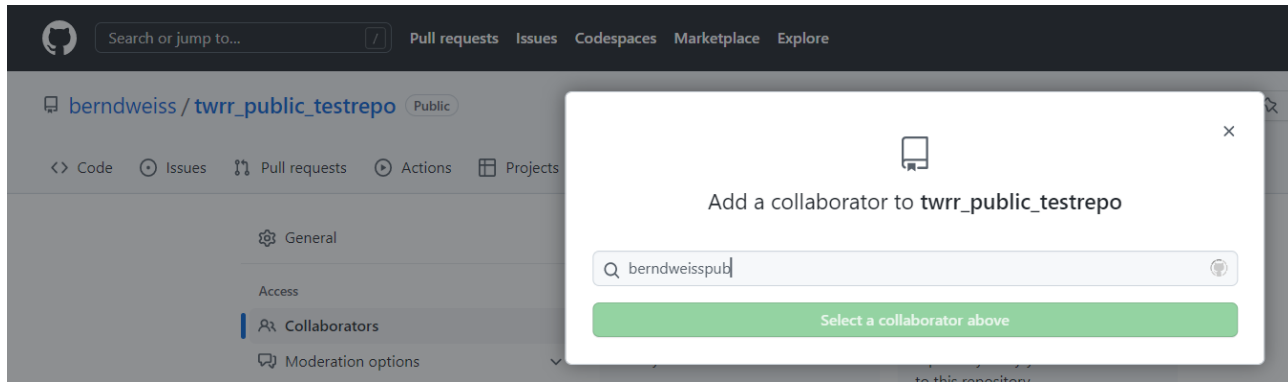 Search or jump to... / Pull requests Issues Codespaces Marketplace Explore
berndweiss / twrr_public_testrepo Public
<> Code Issues Pull requests Actions Projects
General
Access
Collaborators
Moderation options
Add a collaborator to twrr_public_testrepo
berndweisspub
Select a collaborator above
to this repository